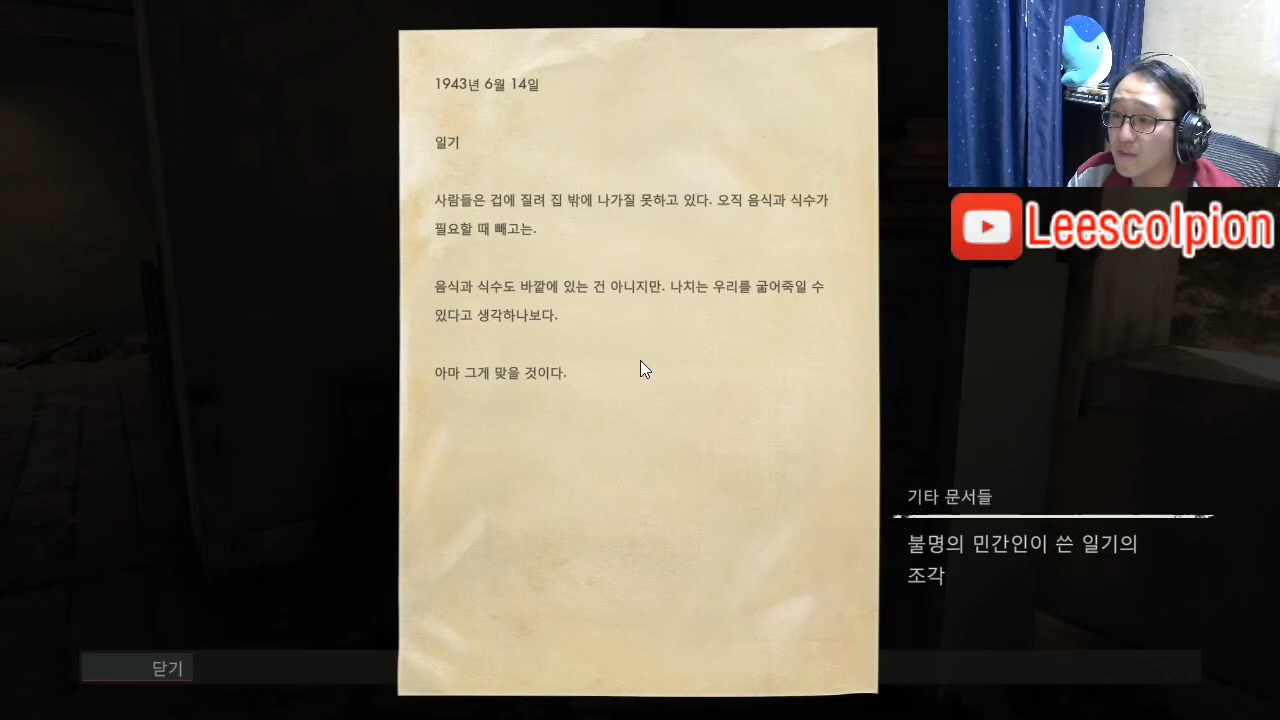 1943년 6월 14일
일기
사람들은 겁에 질려 집 밖에 나가질 못하고 있다. 오직 음식과 식수가
필요할 때 빼고는.
음식과 식수도 바깥에 있는 건 아니지만. 나치는 우리를 굶어죽일 수
있다고 생각하나보다.
아마 그게 맞을 것이다.
Leescolpion
기타 문서들
불명의 민간인이 쓴 일기의
조각
닫기